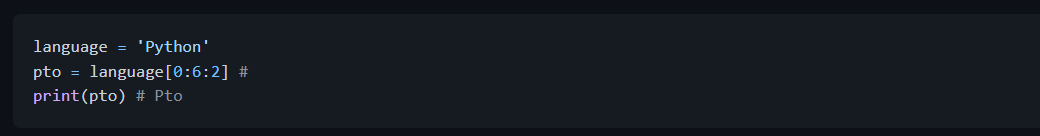 language = 'Python'
pto = language[0:6:2] #
print(pto) # Pto